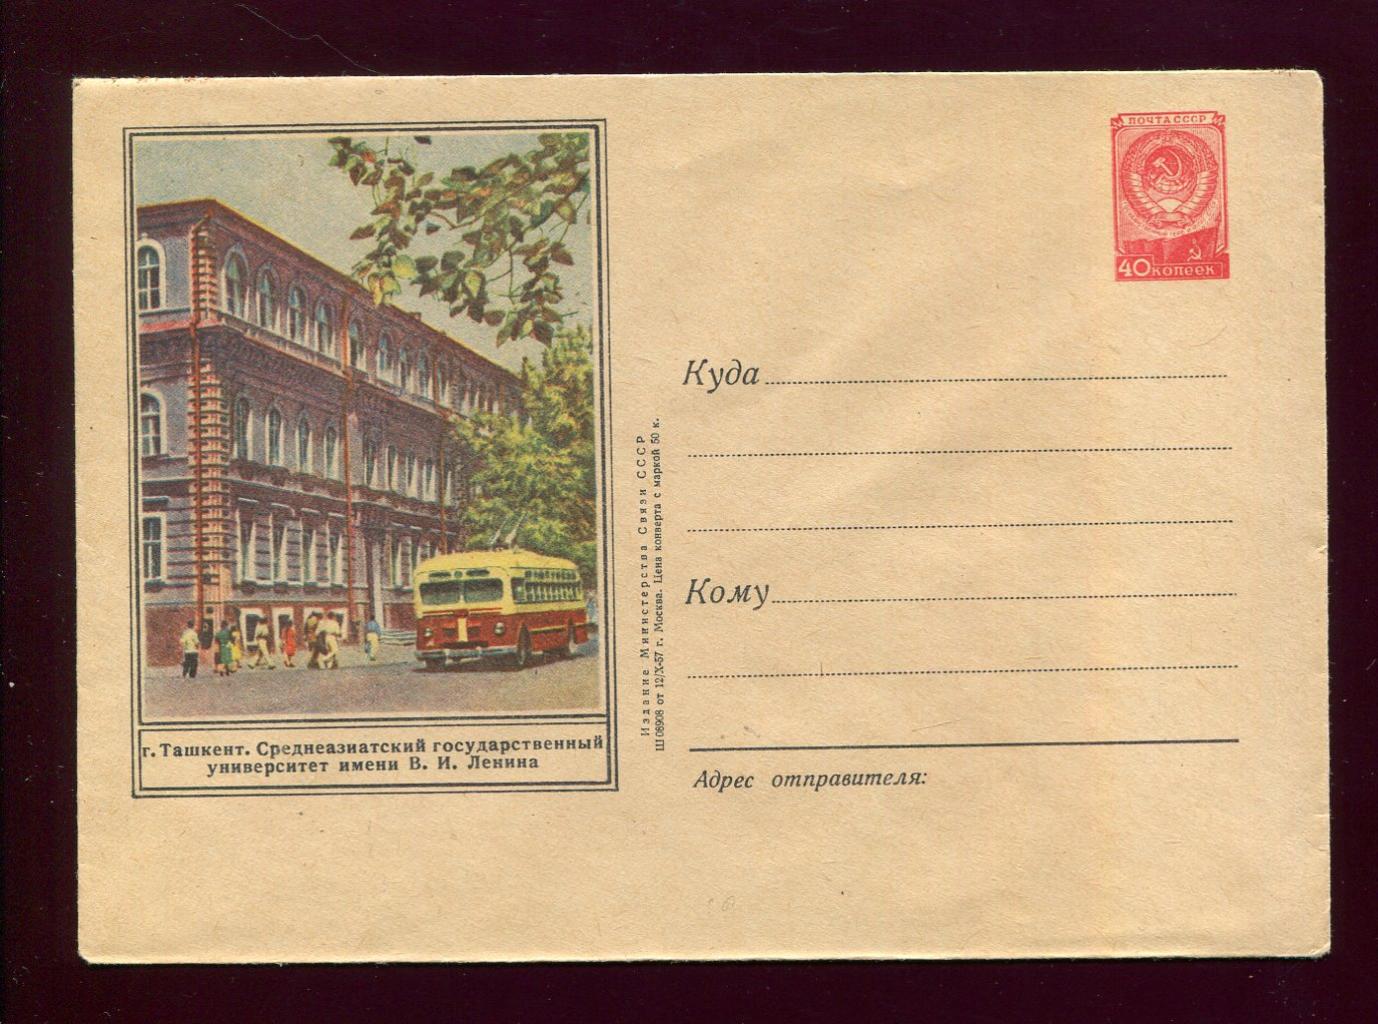 ПОЧТА СССР
40 КОПЕЕК
Куда
Кому
Адрес отправителя:
Издание Министерства Связи СССР
Ш 08908 от 12/X-57 г. Москва. Цена конверта с маркой 50 к.
г. Ташкент. Среднеазиатский государственный
университет имени В. И. Ленина